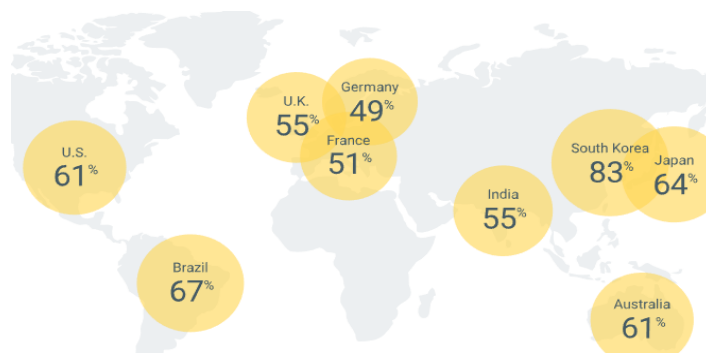 U.S.
61%
U.K.
55%
Germany
49%
France
51%
Brazil
67%
India
55%
South Korea
83%
Japan
64%
Australia
61%